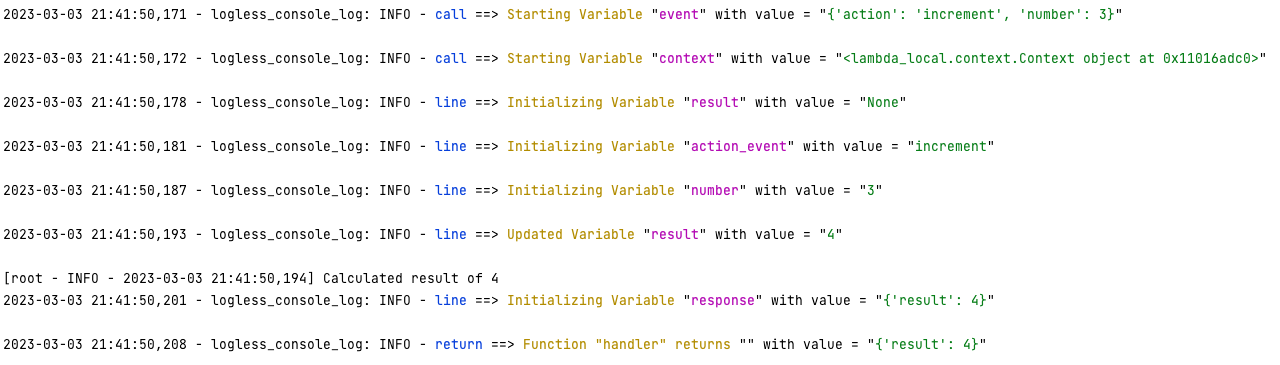 2023-03-03 21:41:50,171 - logless_console_log: INFO - call ==> Starting Variable "event" with value = "{'action': 'increment', 'number': 3}"
2023-03-03 21:41:50,172 - logless_console_log: INFO - call ==> Starting Variable "context" with value = "<lambda_local.context.Context object at 0x11016adc0>"
2023-03-03 21:41:50,178 - logless_console_log: INFO - line ==> Initializing Variable "result" with value = "None"
2023-03-03 21:41:50,181 - logless_console_log: INFO - line ==> Initializing Variable "action_event" with value = "increment"
2023-03-03 21:41:50,187 - logless_console_log: INFO - line ==> Initializing Variable "number" with value = "3"
2023-03-03 21:41:50,193 - logless_console_log: INFO - line ==> Updated Variable "result" with value = "4"
[root - INFO - 2023-03-03 21:41:50,194] Calculated result of 4
2023-03-03 21:41:50,201 - logless_console_log: INFO - line ==> Initializing Variable "response" with value = "{'result': 4}"
2023-03-03 21:41:50,208 - logless_console_log: INFO - return ==> Function "handler" returns "" with value = "{'result': 4}"